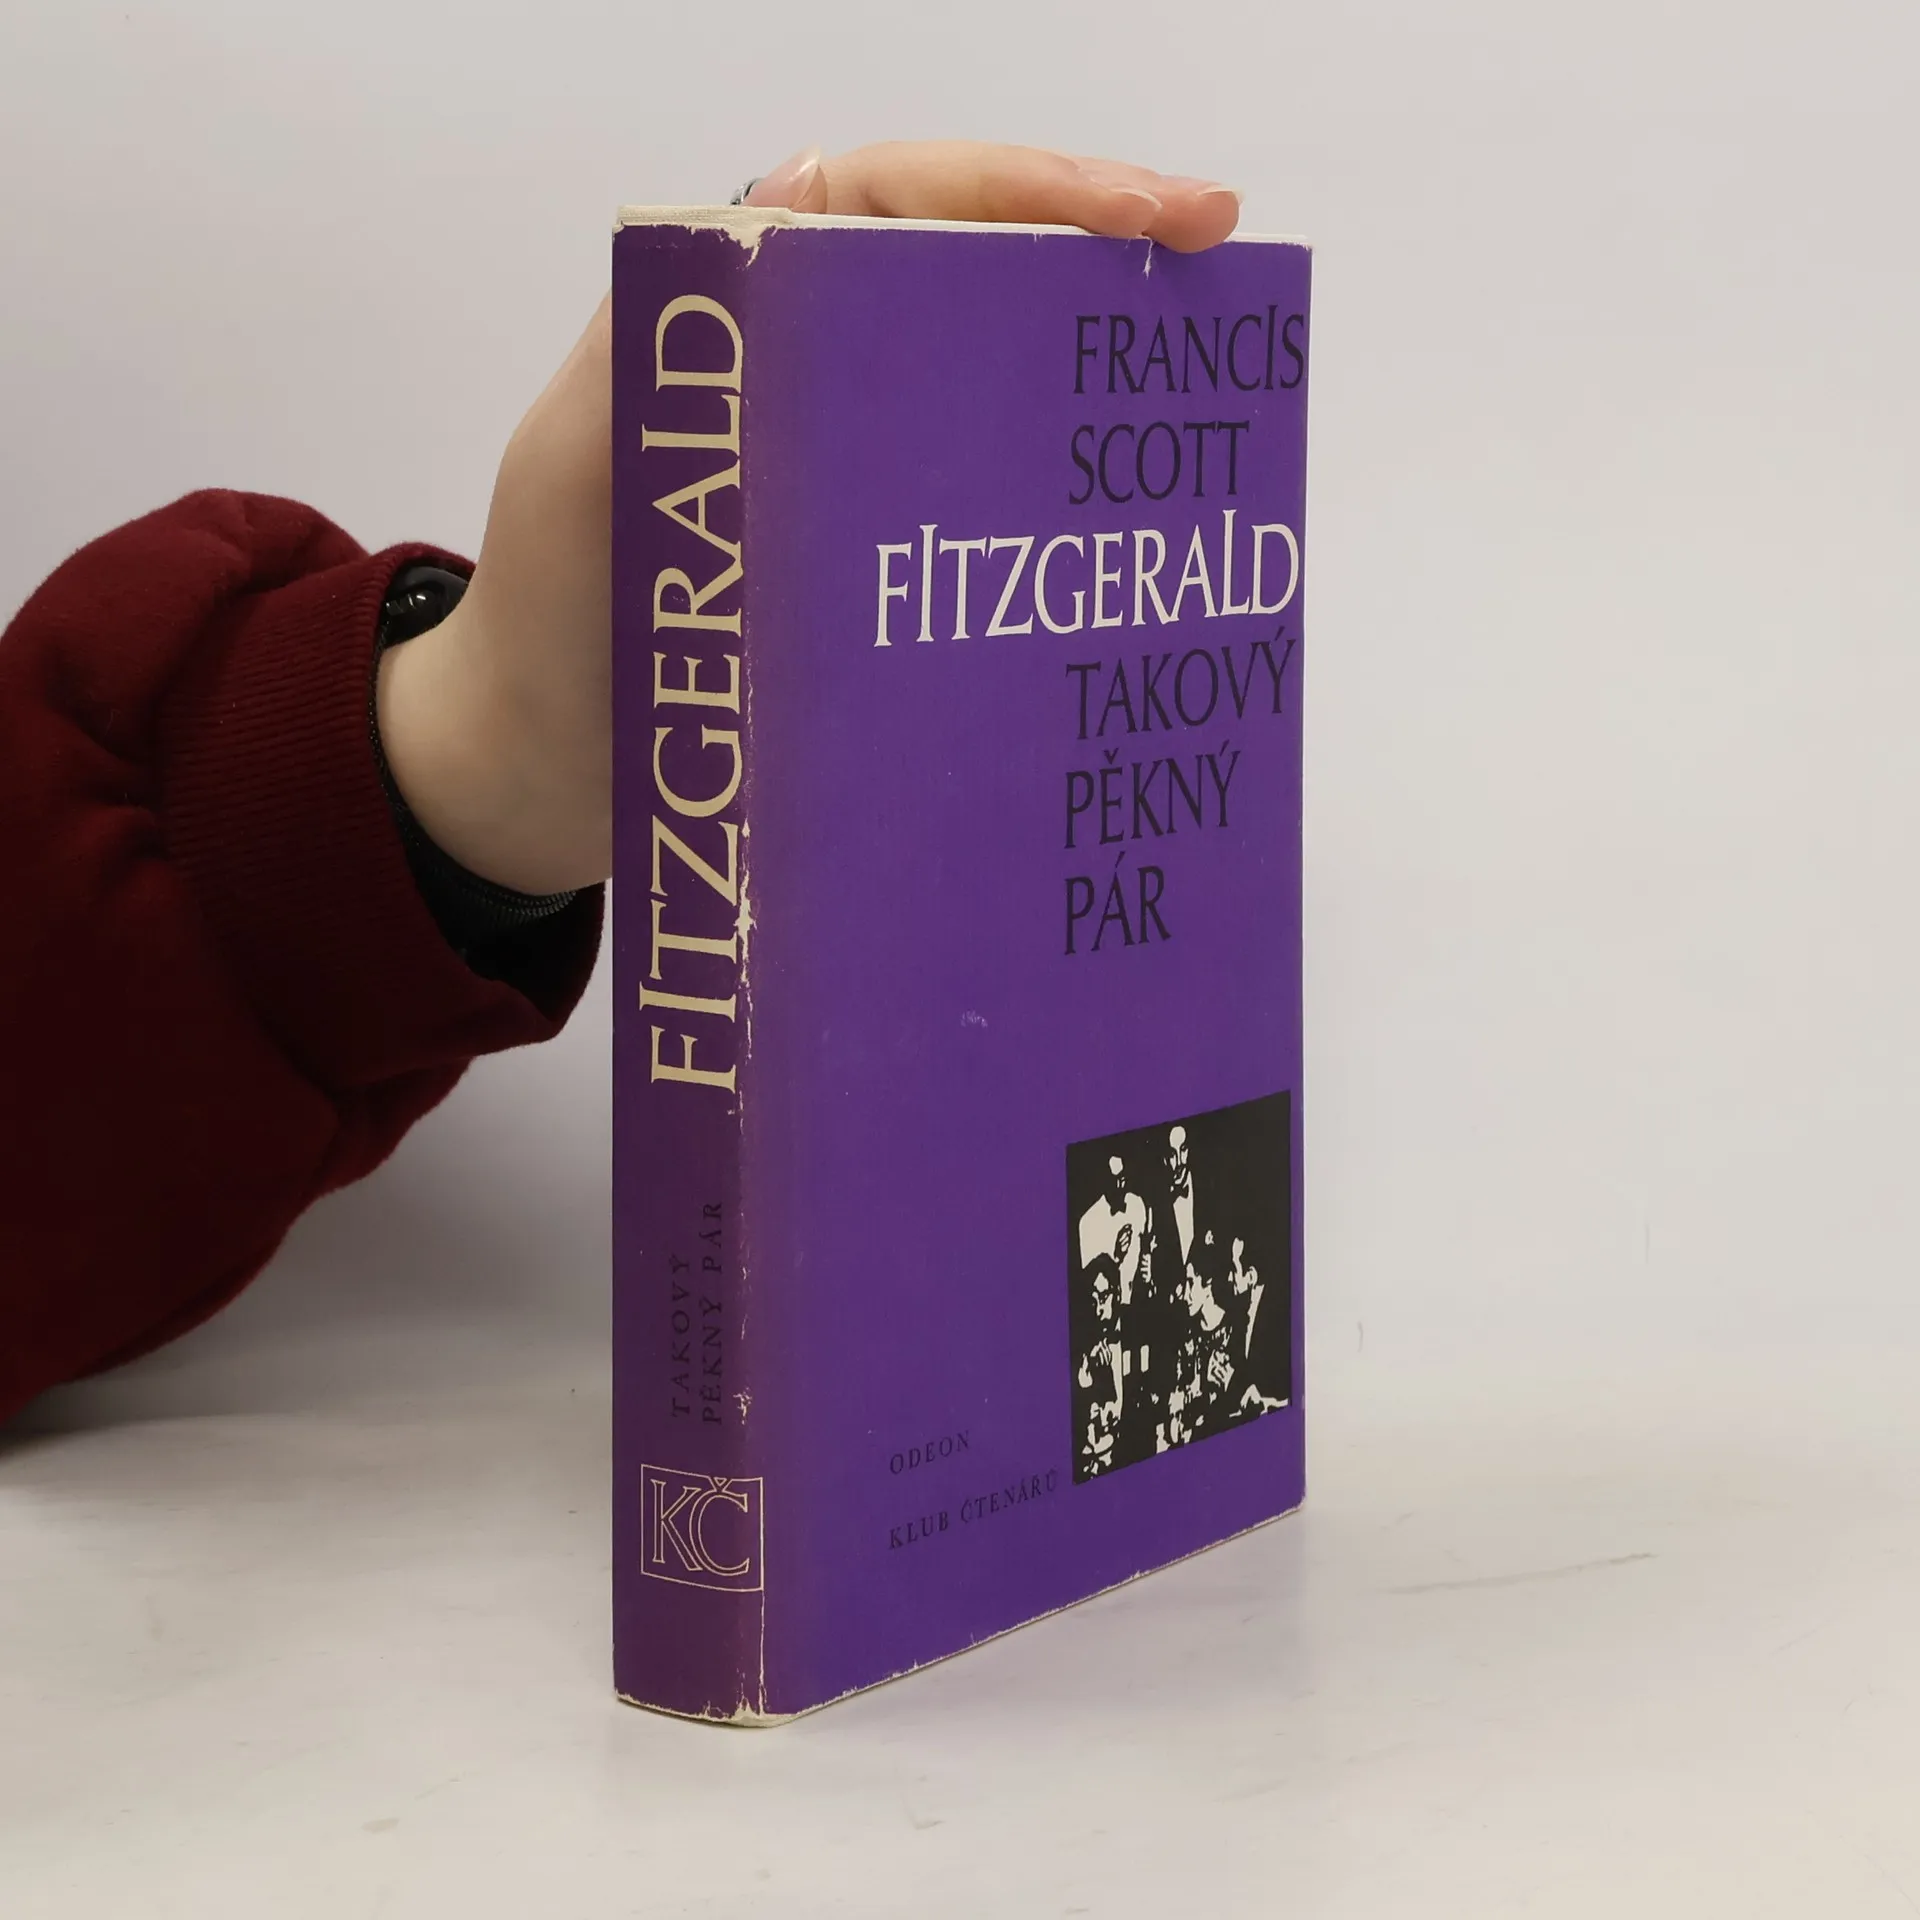 FITZGERALD
TAKOVÝ
PĚKNÝ PÁR
KČ
FRANCIS
SCOTT
FITZGERALD
TAKOVÝ
PĚKNÝ
PÁR
ODEON
KLUB ČTENÁŘŮ